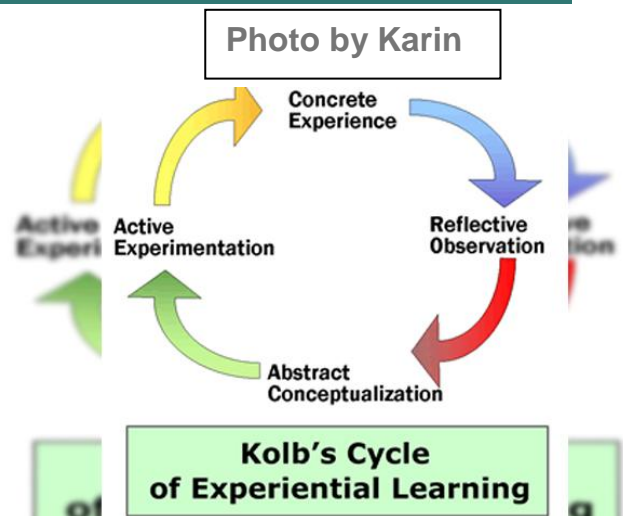 Photo by Karin
Concrete
Experience
Active
Experimentation
Reflective
Observation
Abstract
Conceptualization
Kolb's Cycle
of Experiential Learning